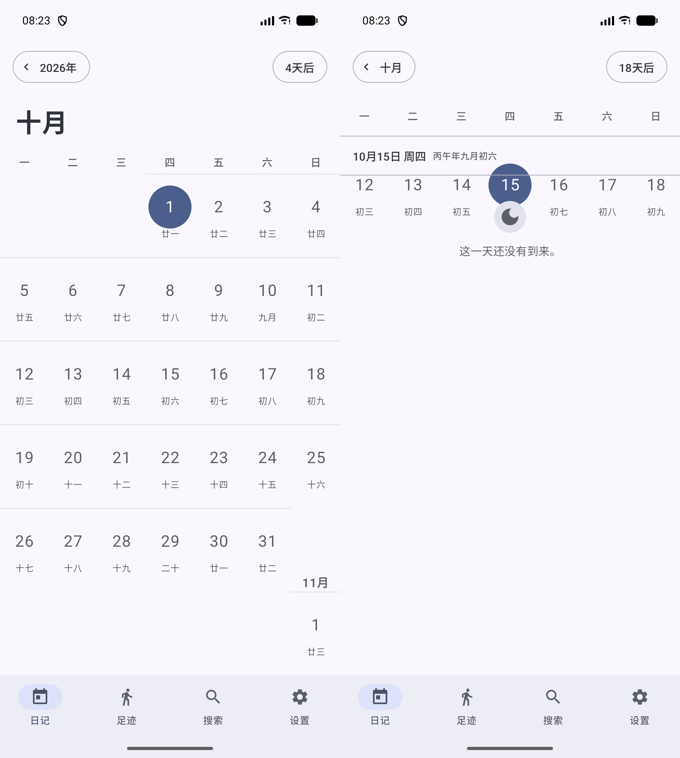 08:23
2026年
4天后
十月
一 二 三 四 五 六 日
1 2 3 4
廿一 廿二 廿三 廿四
5 6 7 8 9 10 11
廿五 廿六 廿七 廿八 廿九 九月 初二
12 13 14 15 16 17 18
初三 初四 初五 初六 初七 初八 初九
19 20 21 22 23 24 25
初十 十一 十二 十三 十四 十五 十六
26 27 28 29 30 31
十七 十八 十九 二十 廿一 廿二
11月
1
廿三
日记 足迹 搜索 设置
08:23
十月
18天后
一 二 三 四 五 六 日
10月15日 周四 丙午年九月初六
12 13 14 15 16 17 18
初三 初四 初五 初七 初八 初九
这一天还没有到来。
日记 足迹 搜索 设置